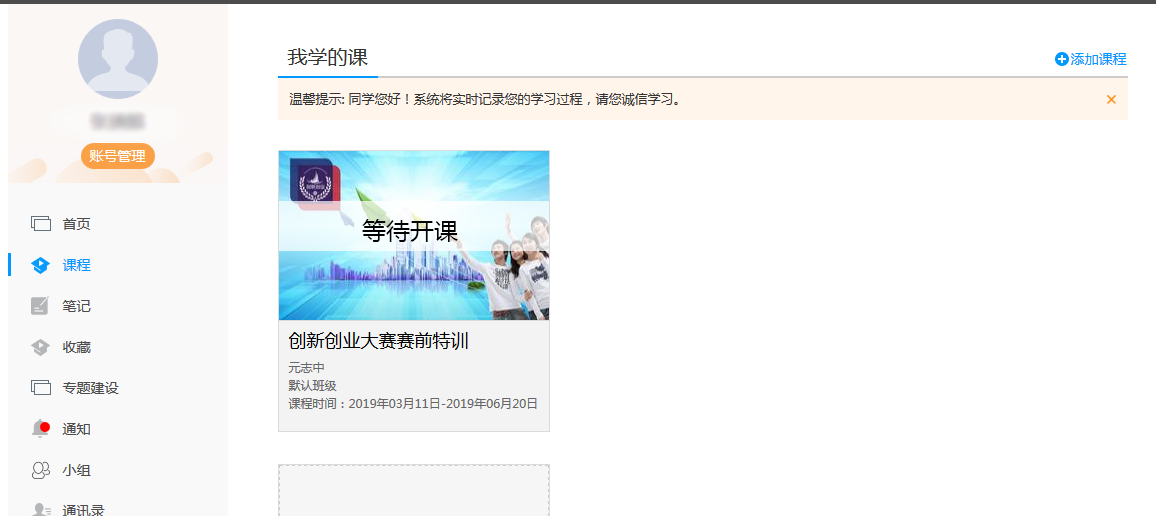 账号管理
首页
课程
笔记
收藏
专题建设
通知
小组
通讯录
我学的课
添加课程
温馨提示: 同学您好！系统将实时记录您的学习过程，请您诚信学习。
等待开课
创新创业大赛赛前特训
元志中
默认班级
课程时间：2019年03月11日-2019年06月20日